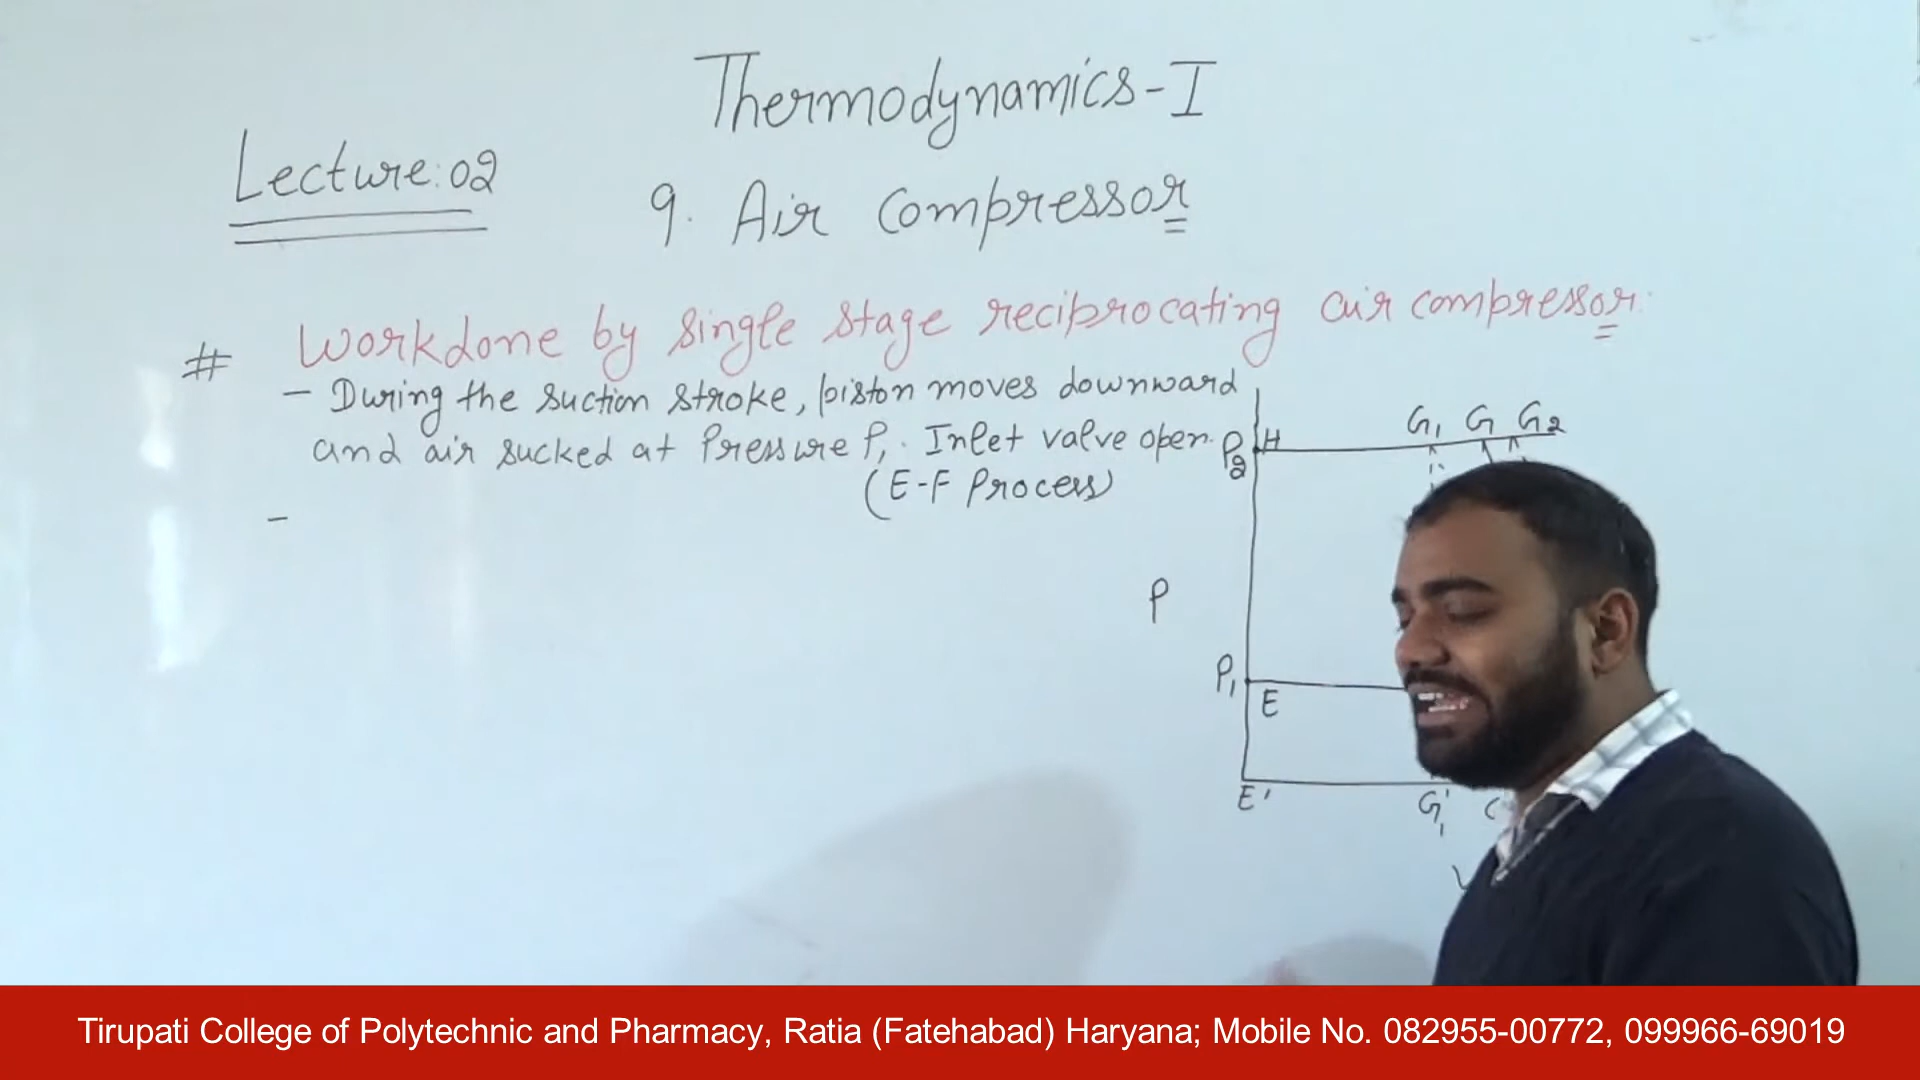 Thermodynamics-I
Lecture:02
9. Air Compressor
# Workdone by single stage reciprocating air compressor.
- During the suction stroke, piston moves downward
and air sucked at Pressure P1. Inlet valve open.
(E-F Process)
-
G1 G G2
P2 H
P
P1
E
E' G1'
Tirupati College of Polytechnic and Pharmacy, Ratia (Fatehabad) Haryana; Mobile No. 082955-00772, 099966-69019